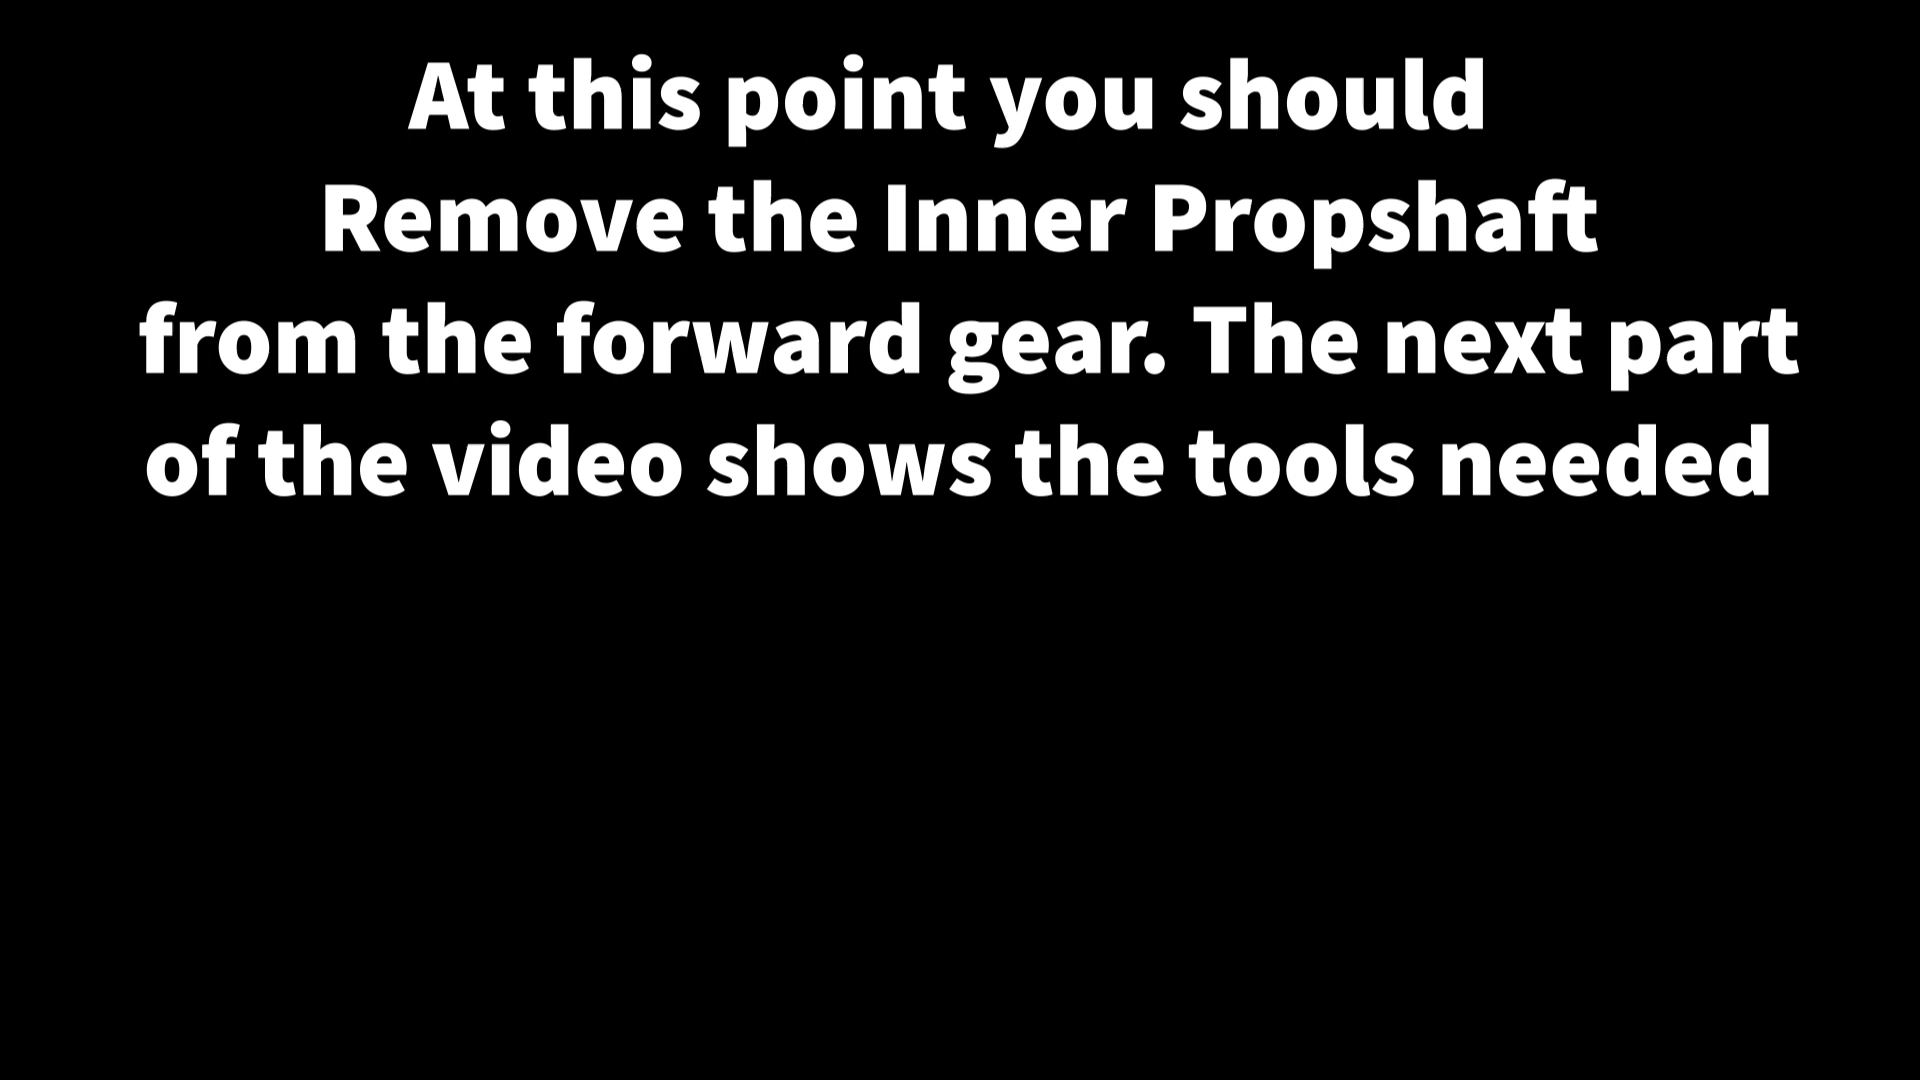 At this point you should
Remove the Inner Propshaft
from the forward gear. The next part
of the video shows the tools needed